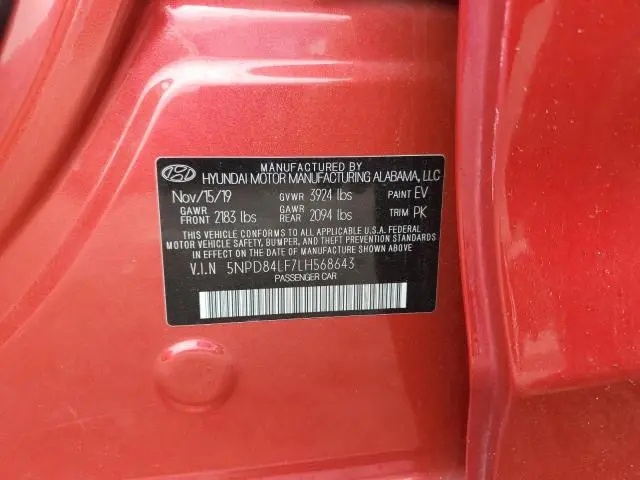 MANUFACTURED BY
HYUNDAI MOTOR MANUFACTURING ALABAMA, LLC
Nov/15/19 GVWR 3924 lbs PAINT EV
GAWR FRONT 2183 lbs GAWR REAR 2094 lbs TRIM PK
THIS VEHICLE CONFORMS TO ALL APPLICABLE U.S.A. FEDERAL
MOTOR VEHICLE SAFETY, BUMPER, AND THEFT PREVENTION STANDARDS
IN EFFECT ON THE DATE OF MANUFACTURE SHOWN ABOVE
V.I.N 5NPD84LF7LH568643
PASSENGER CAR